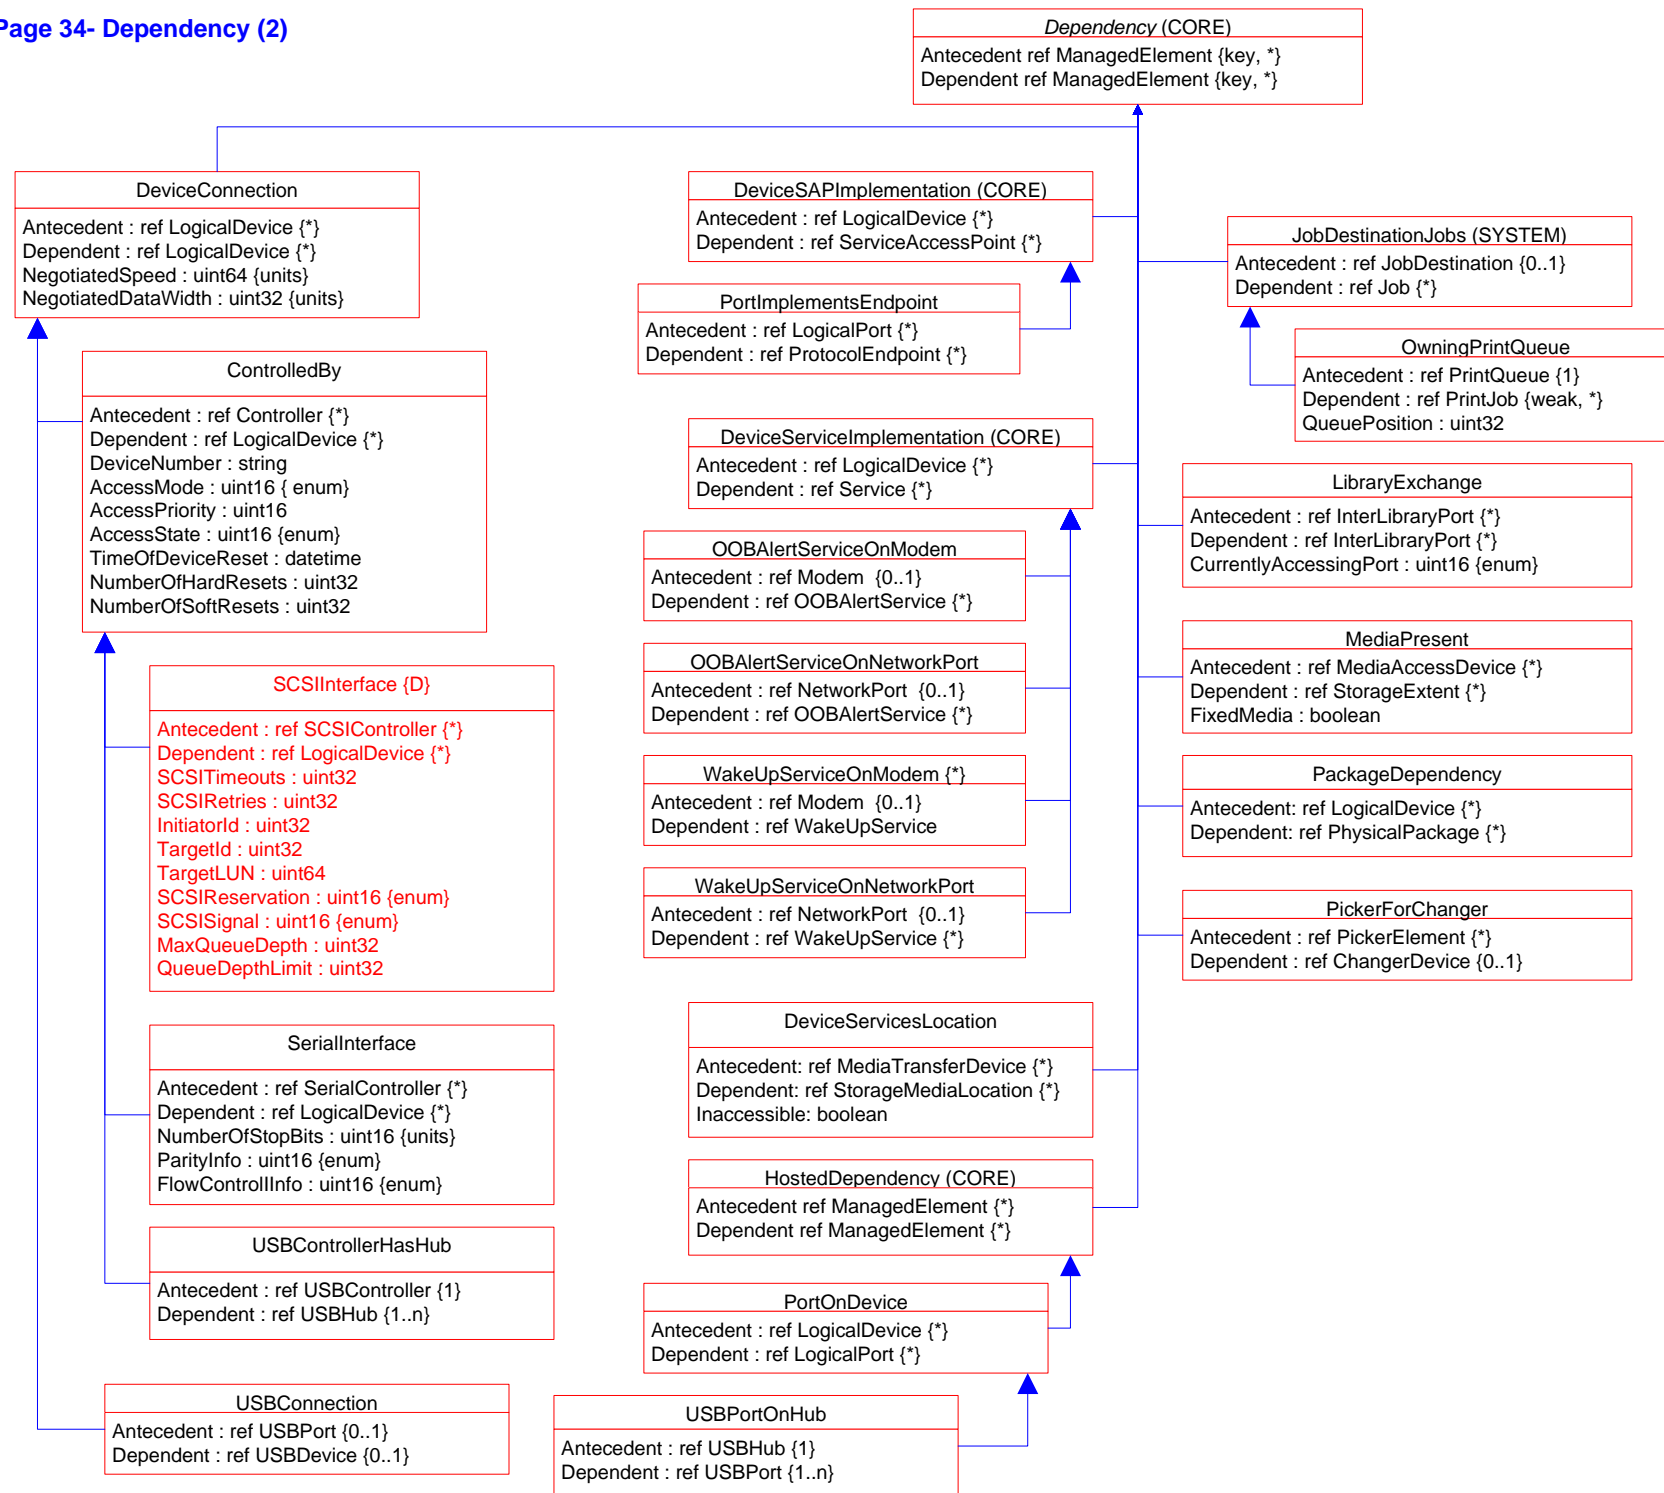 Page 34- Dependency (2)
Dependency (CORE)
Antecedent ref ManagedElement {key, *}
Dependent ref ManagedElement {key, *}
DeviceConnection
Antecedent : ref LogicalDevice {*}
Dependent : ref LogicalDevice {*}
NegotiatedSpeed : uint64 {units}
NegotiatedDataWidth : uint32 {units}
ControlledBy
Antecedent : ref Controller {*}
Dependent : ref LogicalDevice {*}
DeviceNumber : string
AccessMode : uint16 { enum}
AccessPriority : uint16
AccessState : uint16 {enum}
TimeOfDeviceReset : datetime
NumberOfHardResets : uint32
NumberOfSoftResets : uint32
SCSIInterface {D}
Antecedent : ref SCSIController {*}
Dependent : ref LogicalDevice {*}
SCSITimeouts : uint32
SCSIRetries : uint32
InitiatorId : uint32
TargetId : uint32
TargetLUN : uint64
SCSIReservation : uint16 {enum}
SCSISignal : uint16 {enum}
MaxQueueDepth : uint32
QueueDepthLimit : uint32
SerialInterface
Antecedent : ref SerialController {*}
Dependent : ref LogicalDevice {*}
NumberOfStopBits : uint16 {units}
ParityInfo : uint16 {enum}
FlowControlIInfo : uint16 {enum}
USBControllerHasHub
Antecedent : ref USBController {1}
Dependent : ref USBHub {1..n}
USBConnection
Antecedent : ref USBPort {0..1}
Dependent : ref USBDevice {0..1}
DeviceSAPImplementation (CORE)
Antecedent : ref LogicalDevice {*}
Dependent : ref ServiceAccessPoint {*}
PortImplementsEndpoint
Antecedent : ref LogicalPort {*}
Dependent : ref ProtocolEndpoint {*}
DeviceServiceImplementation (CORE)
Antecedent : ref LogicalDevice {*}
Dependent : ref Service {*}
OOBAlertServiceOnModem
Antecedent : ref Modem  {0..1}
Dependent : ref OOBAlertService {*}
OOBAlertServiceOnNetworkPort
Antecedent : ref NetworkPort  {0..1}
Dependent : ref OOBAlertService {*}
WakeUpServiceOnModem {*}
Antecedent : ref Modem  {0..1}
Dependent : ref WakeUpService
WakeUpServiceOnNetworkPort
Antecedent : ref NetworkPort  {0..1}
Dependent : ref WakeUpService {*}
DeviceServicesLocation
Antecedent: ref MediaTransferDevice {*}
Dependent: ref StorageMediaLocation {*}
Inaccessible: boolean
HostedDependency (CORE)
Antecedent ref ManagedElement {*}
Dependent ref ManagedElement {*}
PortOnDevice
Antecedent : ref LogicalDevice {*}
Dependent : ref LogicalPort {*}
USBPortOnHub
Antecedent : ref USBHub {1}
Dependent : ref USBPort {1..n}
JobDestinationJobs (SYSTEM)
Antecedent : ref JobDestination {0..1}
Dependent : ref Job {*}
OwningPrintQueue
Antecedent : ref PrintQueue {1}
Dependent : ref PrintJob {weak, *}
QueuePosition : uint32
LibraryExchange
Antecedent : ref InterLibraryPort {*}
Dependent : ref InterLibraryPort {*}
CurrentlyAccessingPort : uint16 {enum}
MediaPresent
Antecedent : ref MediaAccessDevice {*}
Dependent : ref StorageExtent {*}
FixedMedia : boolean
PackageDependency
Antecedent: ref LogicalDevice {*}
Dependent: ref PhysicalPackage {*}
PickerForChanger
Antecedent : ref PickerElement {*}
Dependent : ref ChangerDevice {0..1}